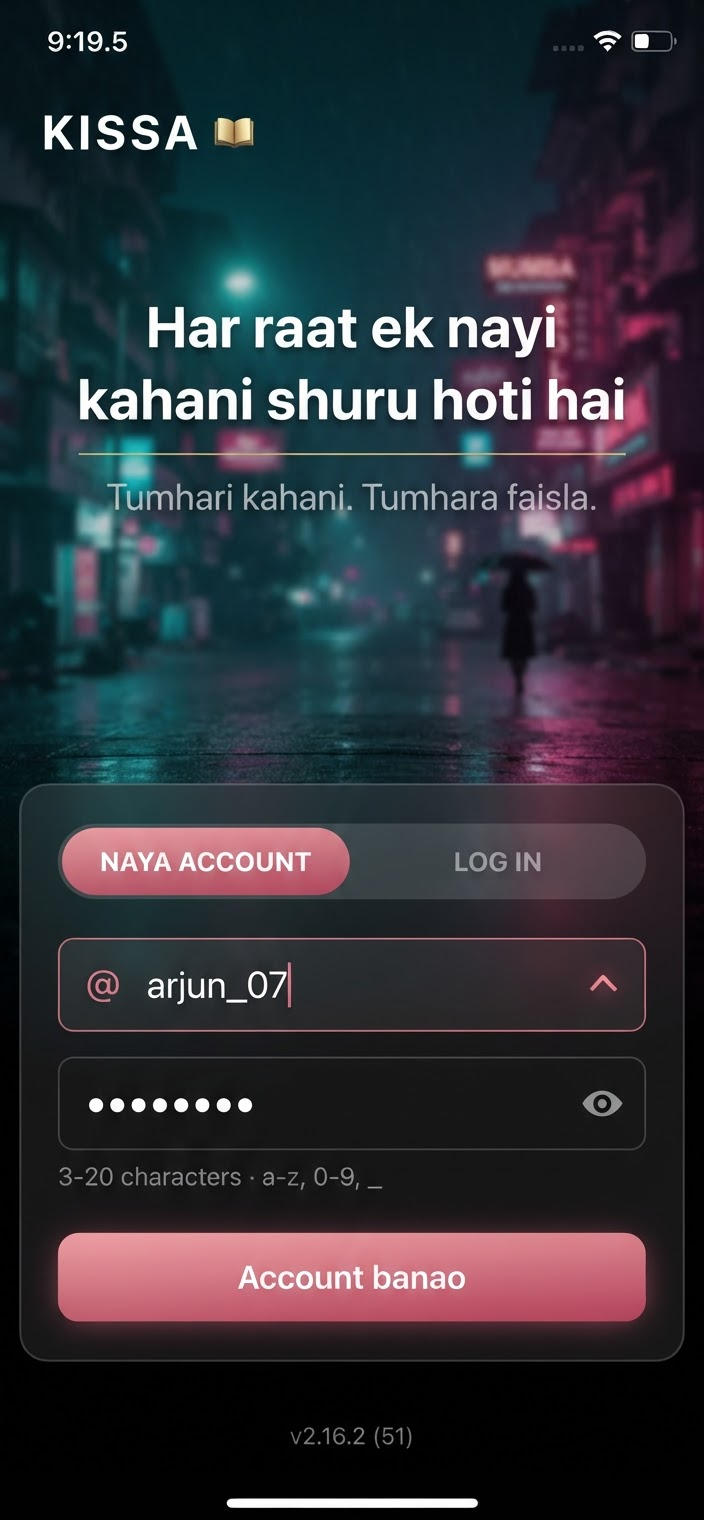 9:19.5
KISSA
Har raat ek nayi
kahani shuru hoti hai
Tumhari kahani. Tumhara faisla.
NAYA ACCOUNT
LOG IN
@ arjun_07
3-20 characters · a-z, 0-9, _
Account banao
v2.16.2 (51)